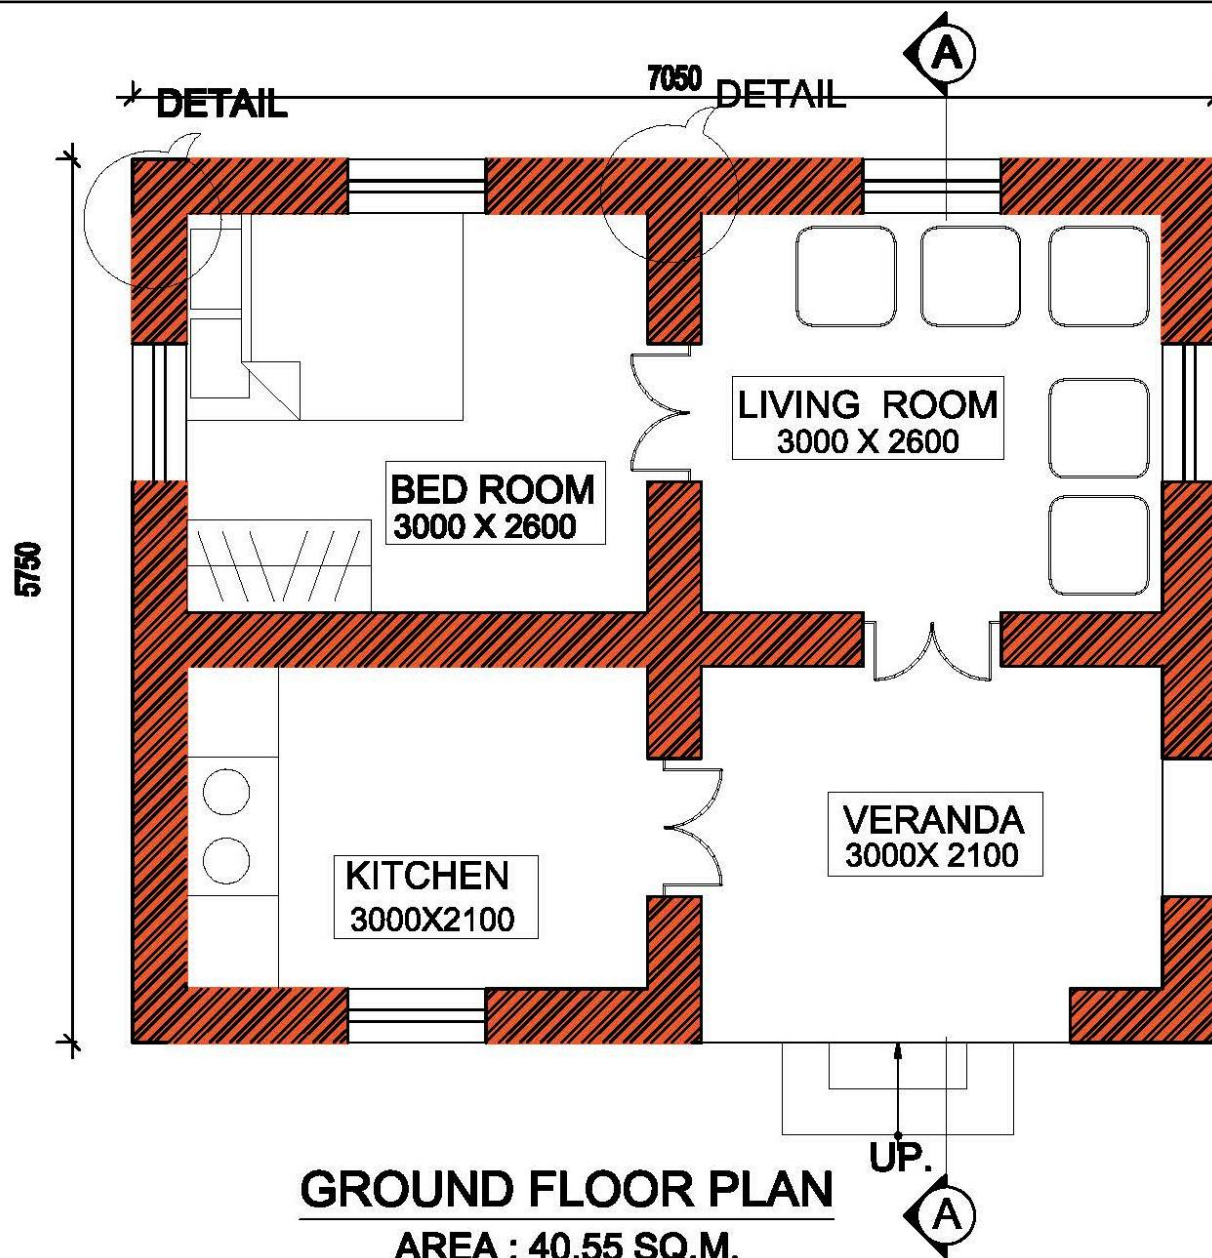 A
7050
DETAIL
DETAIL
LIVING ROOM
3000 X 2600
BED ROOM
3000 X 2600
5750
VERANDA
3000X 2100
KITCHEN
3000X2100
UP.
GROUND FLOOR PLAN
A
AREA : 40.55 SQ.M.